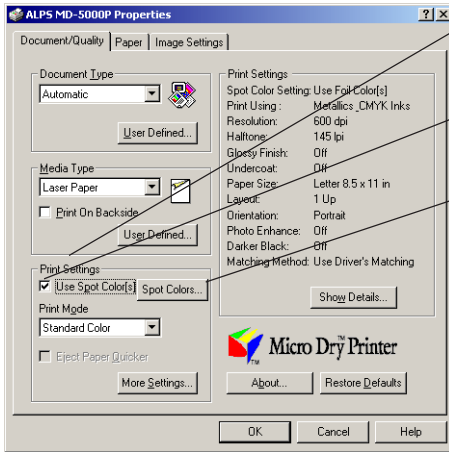 ALPS MD-5000P Properties
Document/Quality
Paper
Image Settings
Document Type
Automatic
User Defined...
Media Type
Laser Paper
Print On Backside
User Defined...
Print Settings
Use Spot Color[s]
Spot Colors...
Print Mode
Standard Color
Eject Paper Quicker
More Settings...
Print Settings
Spot Color Setting: Use Foil Color[s]
Print Using : Metallics_CMYK Inks
Resolution: 600 dpi
Halftone: 145 lpi
Glossy Finish: Off
Undercoat: Off
Paper Size: Letter 8.5 x 11 in
Layout: 1 Up
Orientation: Portrait
Photo Enhance: Off
Darker Black: Off
Matching Method: Use Driver's Matching
Show Details...
Micro Dry™ Printer
TM
About...
Restore Defaults
OK
Cancel
Help